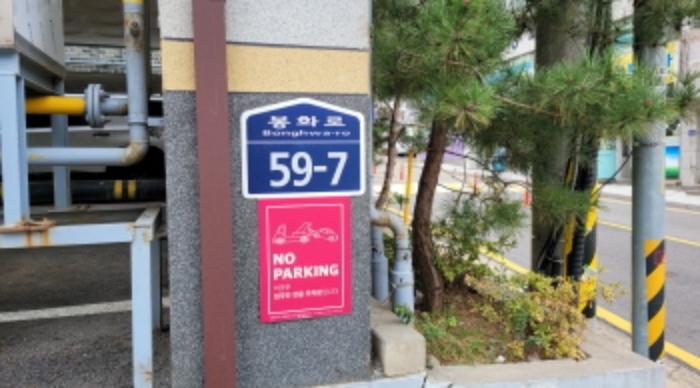 봉화로
Bonghwa-ro
59-7
NO
PARKING